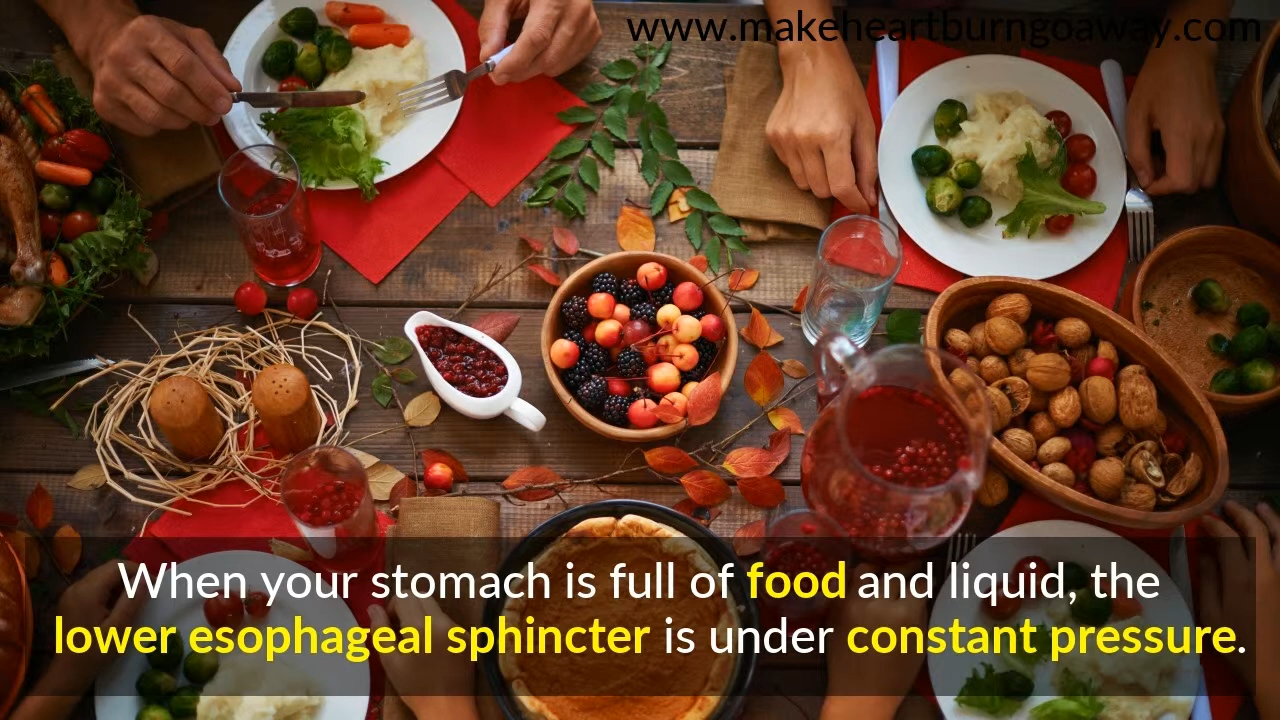 www.makeheartburngoaway.com
When your stomach is full of food and liquid, the
lower esophageal sphincter is under constant pressure.